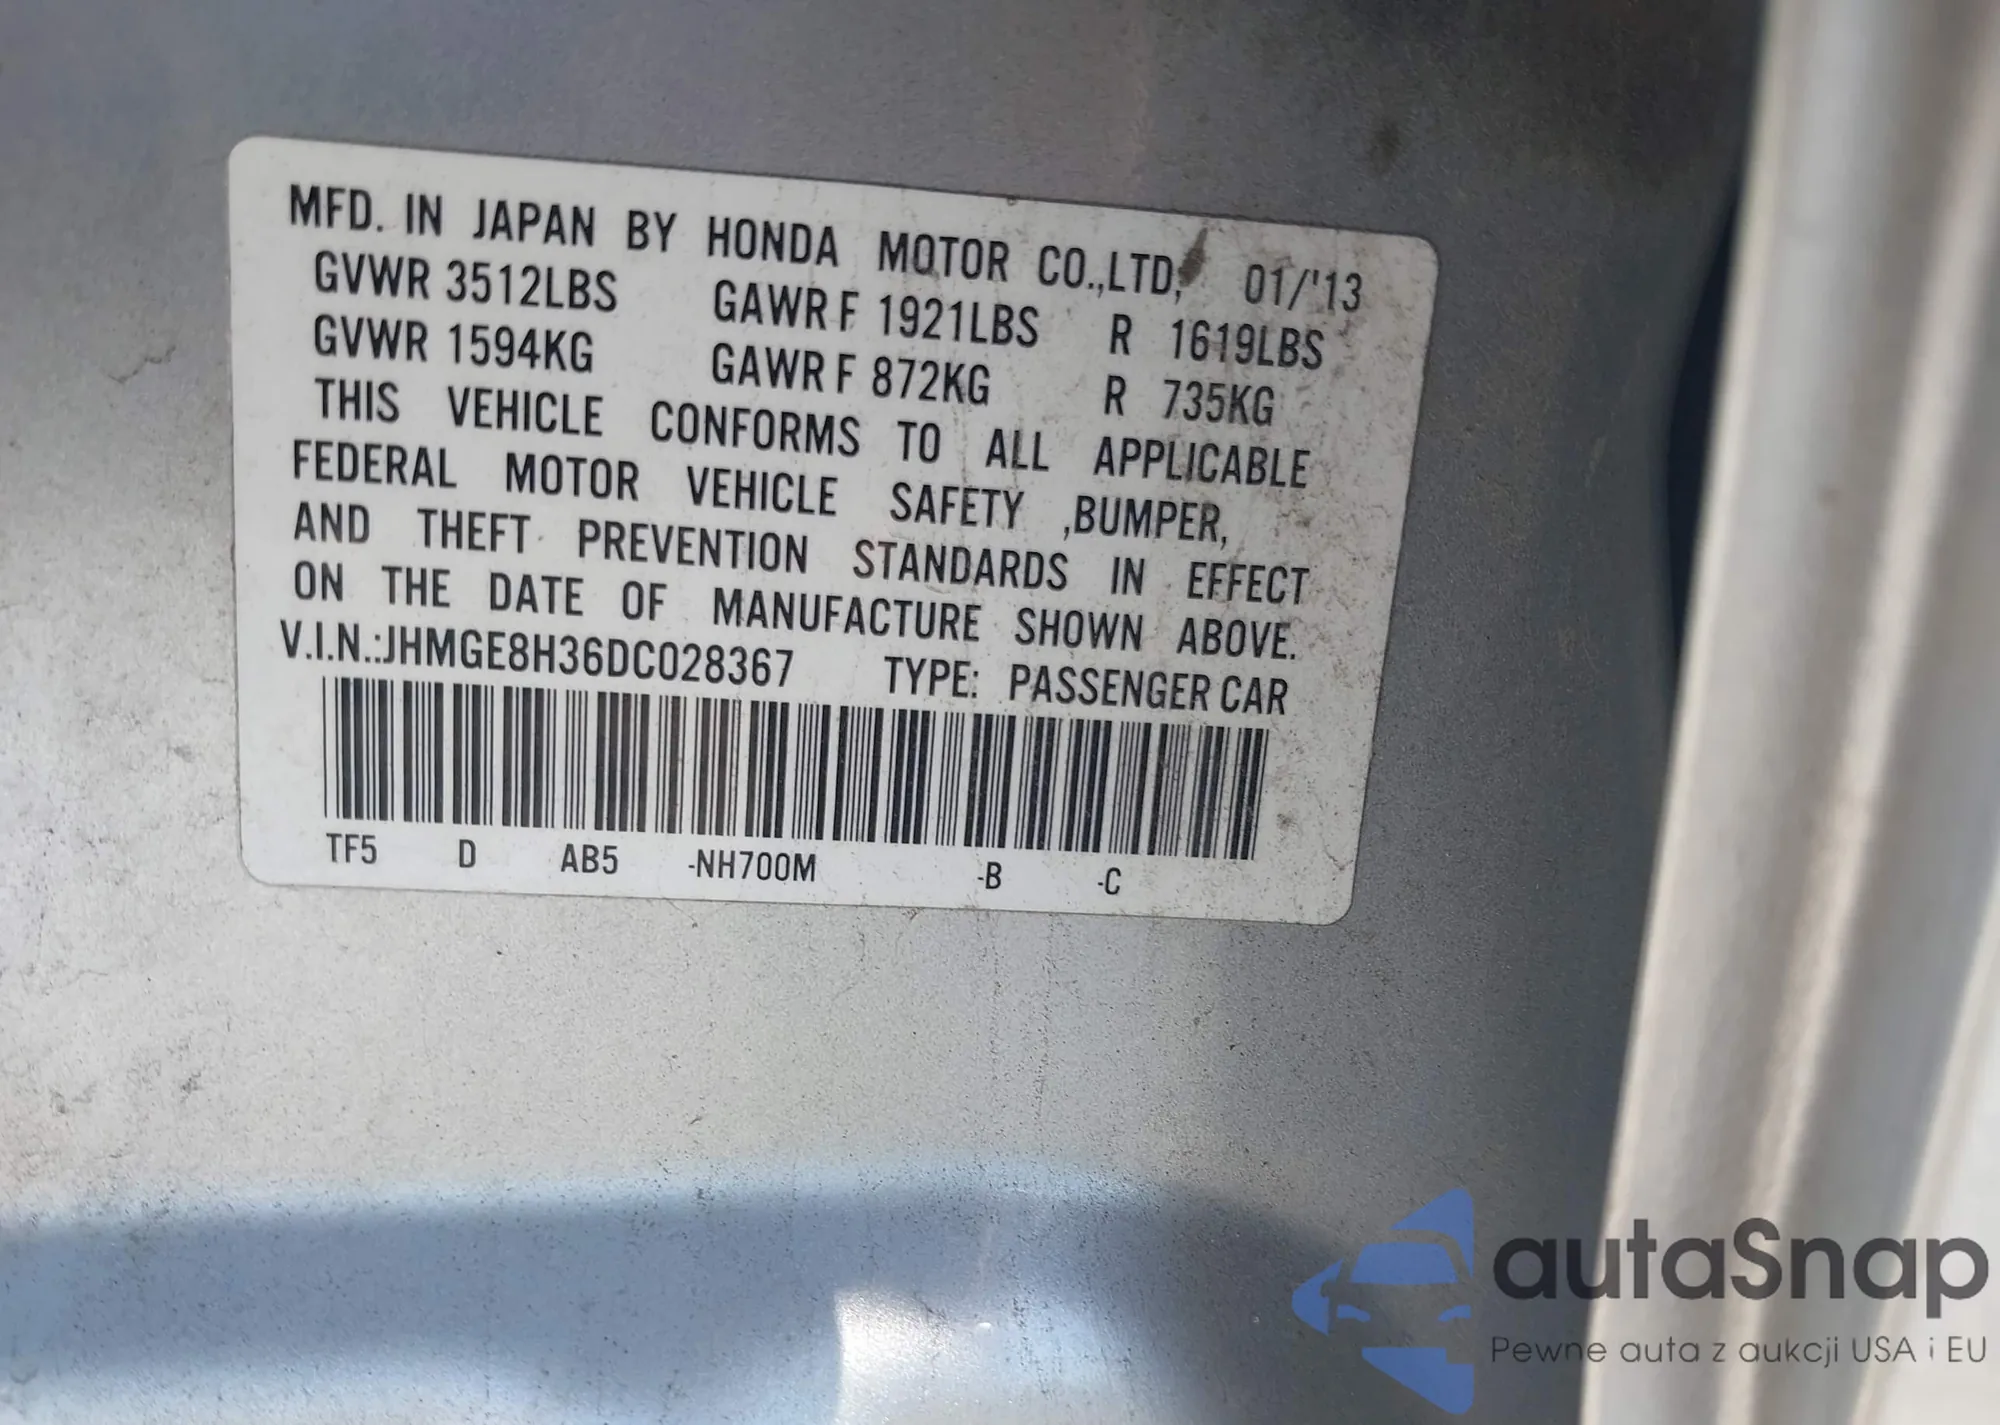 MFD. IN JAPAN BY HONDA MOTOR CO.,LTD, 01/'13
GVWR 3512LBS GAWR F 1921LBS R 1619LBS
GVWR 1594KG GAWR F 872KG R 735KG
THIS VEHICLE CONFORMS TO ALL APPLICABLE
FEDERAL MOTOR VEHICLE SAFETY ,BUMPER,
AND THEFT PREVENTION STANDARDS IN EFFECT
ON THE DATE OF MANUFACTURE SHOWN ABOVE.
V.I.N.:JHMGE8H36DC028367 TYPE: PASSENGER CAR
TF5 D AB5 -NH700M -B -C
autaSnap
Pewne auta z aukcji USA i EU